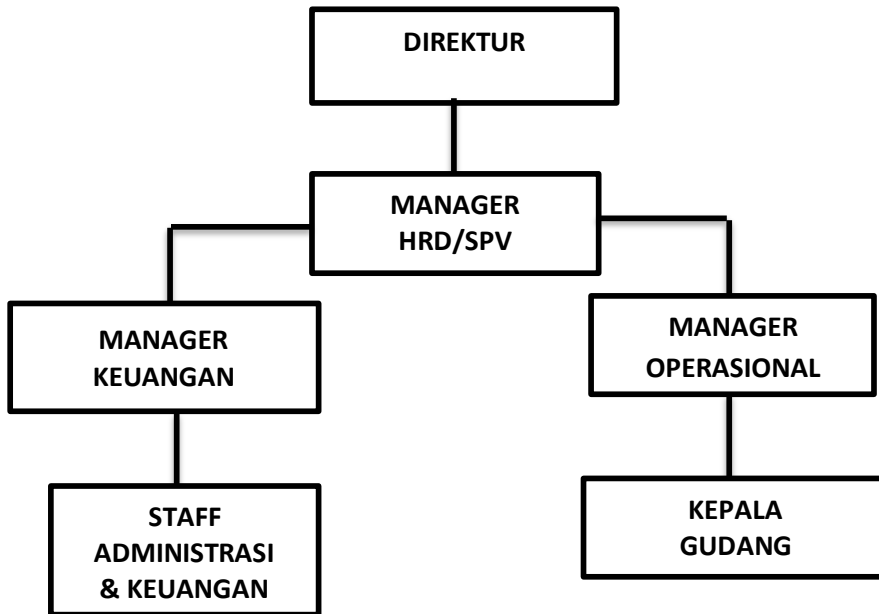 DIREKTUR
MANAGER
HRD/SPV
MANAGER
KEUANGAN
MANAGER
OPERASIONAL
STAFF
ADMINISTRASI
& KEUANGAN
KEPALA
GUDANG